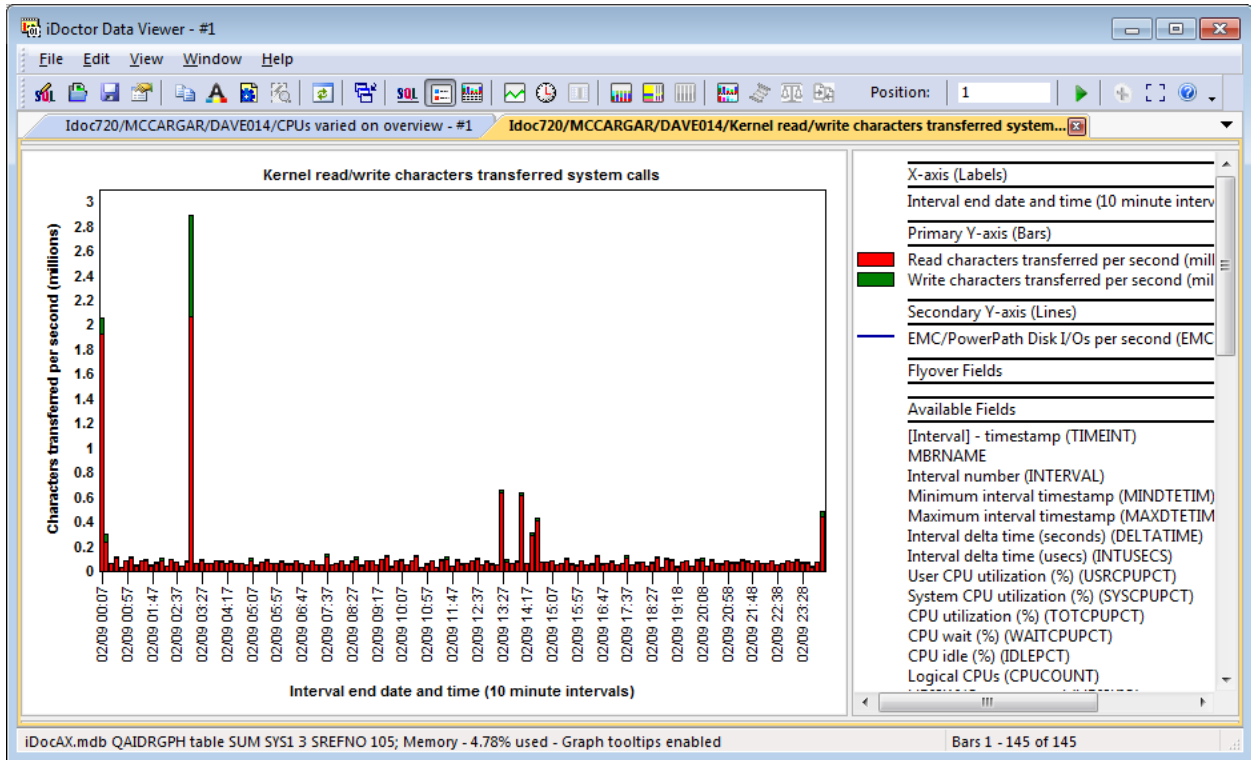 iDoctor Data Viewer - #1
File Edit View Window Help
SQL Position: 1
Idoc720/MCCARGAR/DAVE014/CPUs varied on overview - #1
Idoc720/MCCARGAR/DAVE014/Kernel read/write characters transferred system...
Kernel read/write characters transferred system calls
Characters transferred per second (millions)
3
2.8
2.6
2.4
2.2
2
1.8
1.6
1.4
1.2
1
0.8
0.6
0.4
0.2
0
02/09 00:07
02/09 00:57
02/09 01:47
02/09 02:37
02/09 03:27
02/09 04:17
02/09 05:07
02/09 05:57
02/09 06:47
02/09 07:37
02/09 08:27
02/09 09:17
02/09 10:07
02/09 10:57
02/09 11:47
02/09 12:37
02/09 13:27
02/09 14:17
02/09 15:07
02/09 15:57
02/09 16:47
02/09 17:37
02/09 18:27
02/09 19:18
02/09 20:08
02/09 20:58
02/09 21:48
02/09 22:38
02/09 23:28
Interval end date and time (10 minute intervals)
X-axis (Labels)
Interval end date and time (10 minute interv
Primary Y-axis (Bars)
Read characters transferred per second (mill
Write characters transferred per second (mil
Secondary Y-axis (Lines)
EMC/PowerPath Disk I/Os per second (EMC
Flyover Fields
Available Fields
[Interval] - timestamp (TIMEINT)
MBRNAME
Interval number (INTERVAL)
Minimum interval timestamp (MINDTETIM)
Maximum interval timestamp (MAXDTETIM
Interval delta time (seconds) (DELTATIME)
Interval delta time (usecs) (INTUSECS)
User CPU utilization (%) (USRCPUPCT)
System CPU utilization (%) (SYSCPUPCT)
CPU utilization (%) (TOTCPUPCT)
CPU wait (%) (WAITCPUPCT)
CPU idle (%) (IDLEPCT)
Logical CPUs (CPUCOUNT)
iDocAX.mdb QAIDRGPH table SUM SYS1 3 SREFNO 105; Memory - 4.78% used - Graph tooltips enabled
Bars 1 - 145 of 145